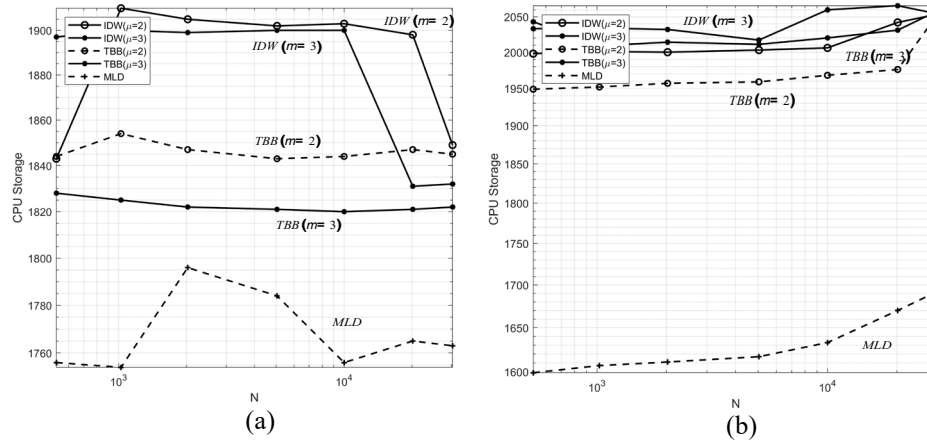 IDW(μ=2)
IDW(μ=3)
TBB(μ=2)
TBB(μ=3)
MLD
IDW(m= 2)
IDW(m= 3)
TBB(m= 2)
TBB(m= 3)
MLD
1900
1880
1860
1840
1820
1800
1780
1760
CPU Storage
10³
10⁴
N
(a)
IDW(μ=2)
IDW(μ=3)
TBB(μ=2)
TBB(μ=3)
MLD
IDW(m= 3)
TBB(m= 3)
TBB(m= 2)
MLD
2050
2000
1950
1900
1850
1800
1750
1700
1650
1600
CPU Storage
10³
10⁴
N
(b)